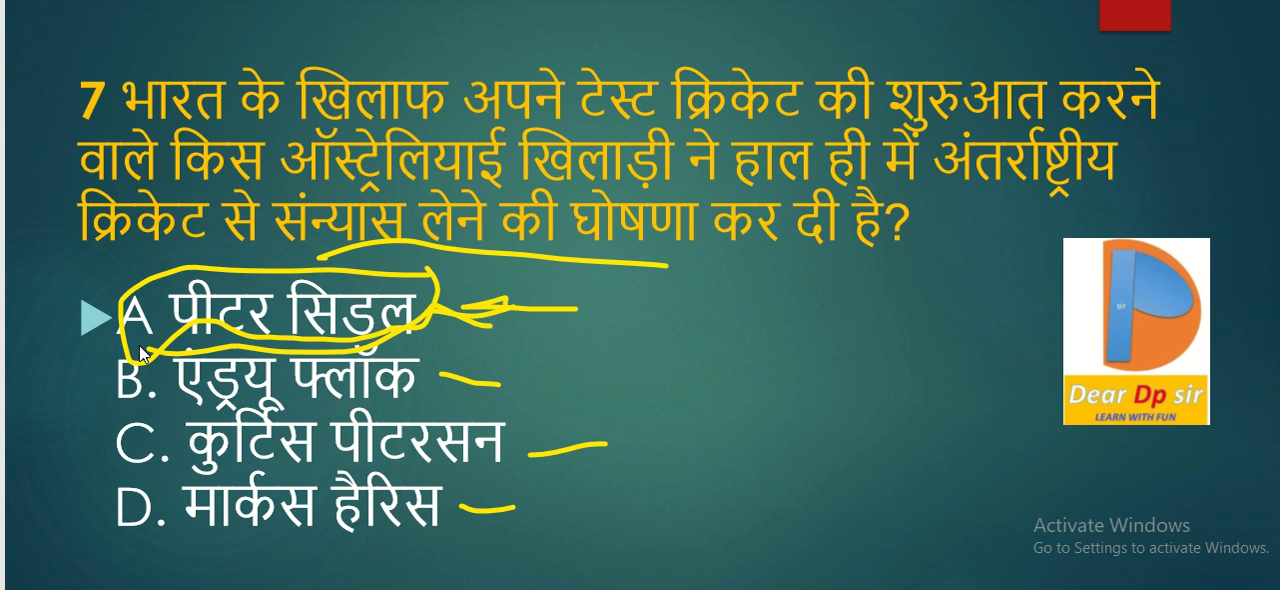 7 भारत के खिलाफ अपने टेस्ट क्रिकेट की शुरुआत करने
वाले किस ऑस्ट्रेलियाई खिलाड़ी ने हाल ही में अंतर्राष्ट्रीय
क्रिकेट से संन्यास लेने की घोषणा कर दी है?
A पीटर सिडल
B. एंड्रयू फ्लॉक
C. कुर्टिस पीटरसन
D. मार्कस हैरिस
sir
Dear Dp sir
LEARN WITH FUN
Activate Windows
Go to Settings to activate Windows.